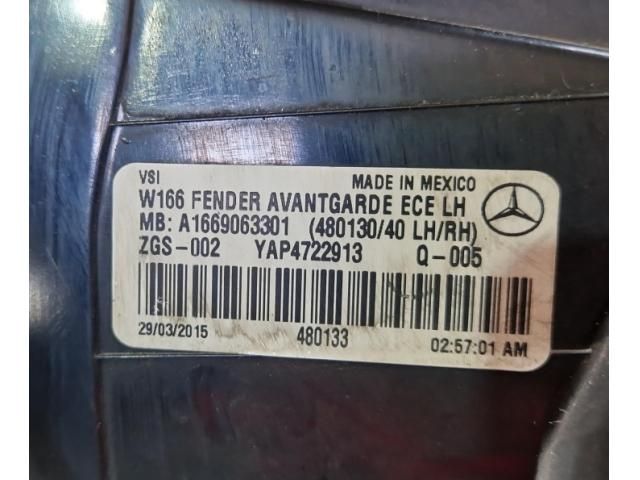 VSI MADE IN MEXICO
W166 FENDER AVANTGARDE ECE LH
MB: A1669063301 (480130/40 LH/RH)
ZGS-002 YAP4722913 Q-005
29/03/2015 480133 02:57:01 AM